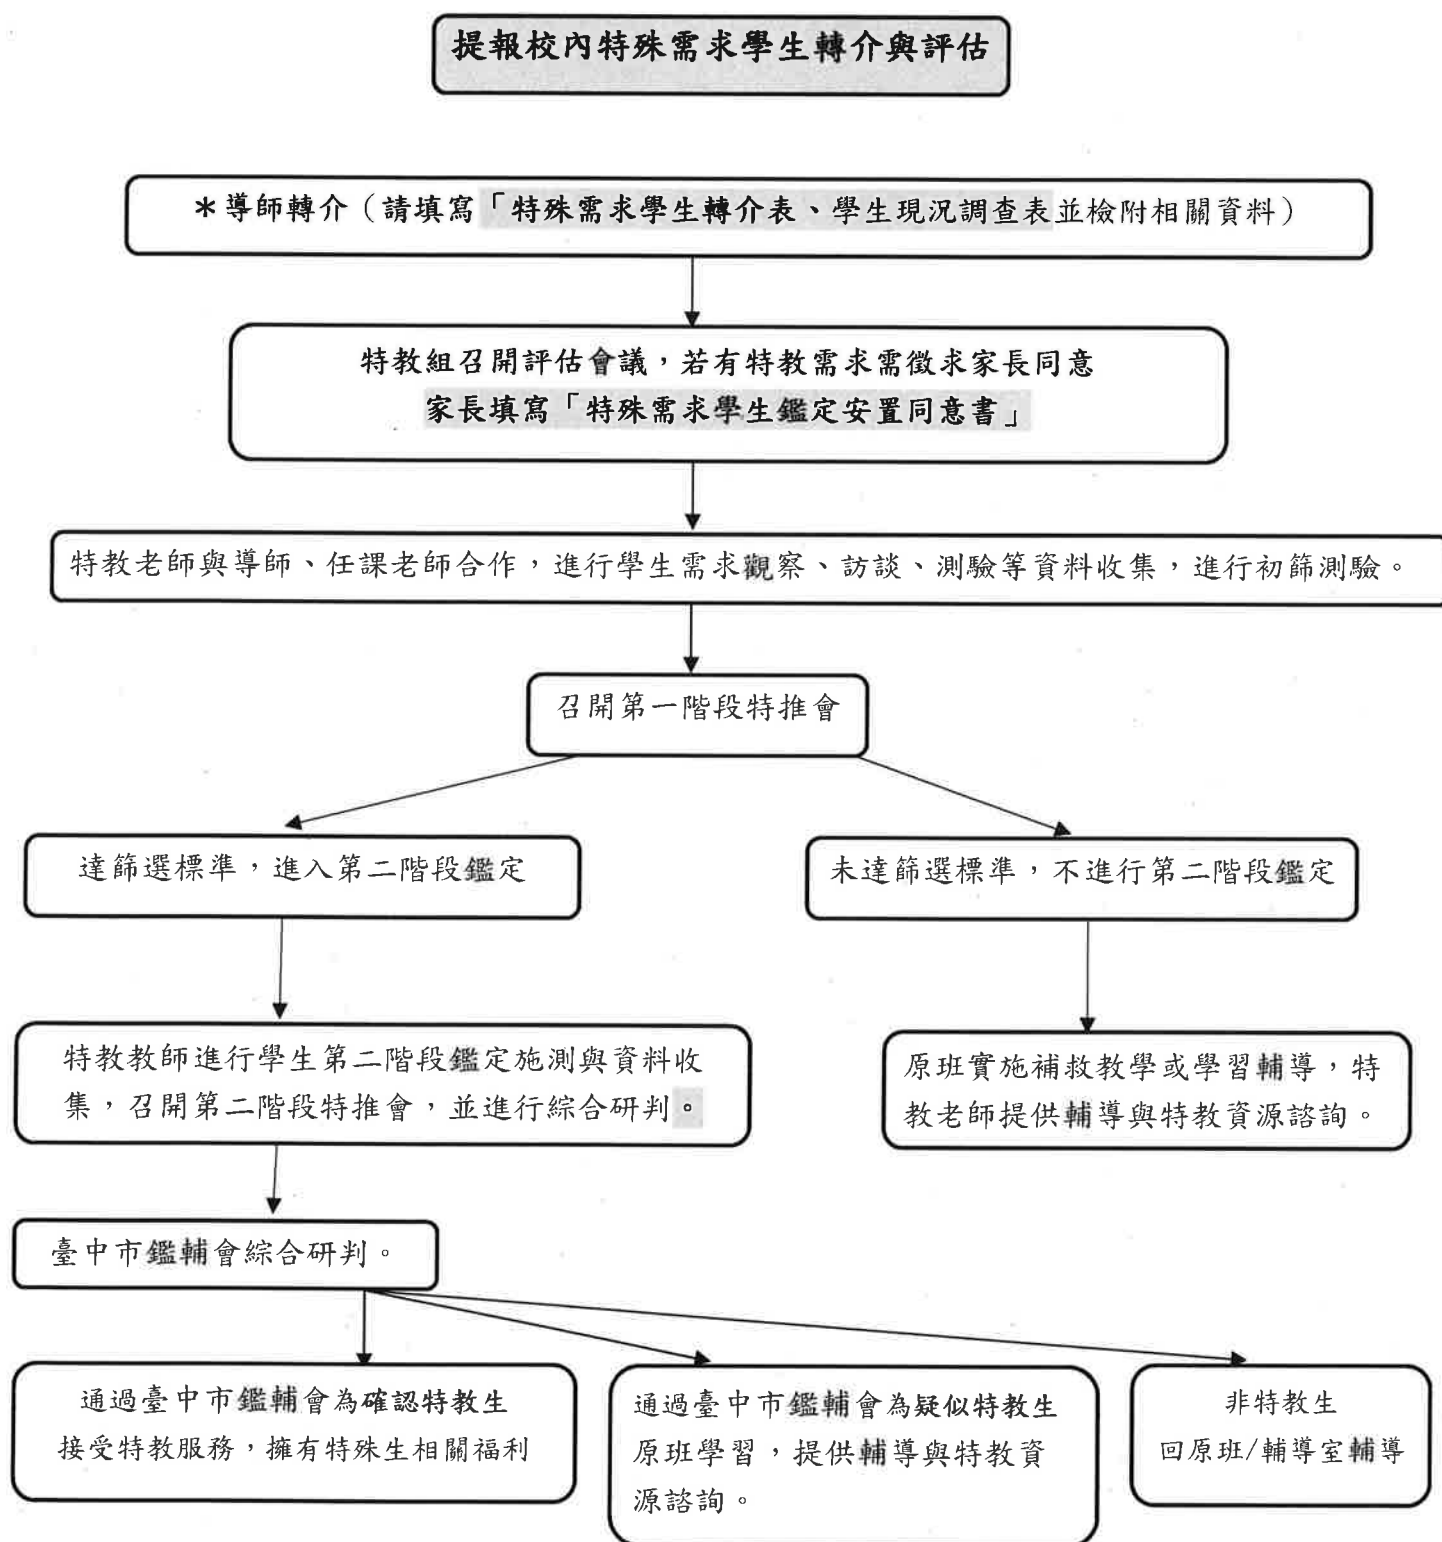 提報校內特殊需求學生轉介與評估
＊導師轉介（請填寫「特殊需求學生轉介表、學生現況調查表並檢附相關資料）
特教組召開評估會議，若有特教需求需徵求家長同意
家長填寫「特殊需求學生鑑定安置同意書」
特教老師與導師、任課老師合作，進行學生需求觀察、訪談、測驗等資料收集，進行初篩測驗。
召開第一階段特推會
達篩選標準，進入第二階段鑑定
未達篩選標準，不進行第二階段鑑定
特教教師進行學生第二階段鑑定施測與資料收
集，召開第二階段特推會，並進行綜合研判。
原班實施補救教學或學習輔導，特
教老師提供輔導與特教資源諮詢。
臺中市鑑輔會綜合研判。
通過臺中市鑑輔會為確認特教生
接受特教服務，擁有特殊生相關福利
通過臺中市鑑輔會為疑似特教生
原班學習，提供輔導與特教資
源諮詢。
非特教生
回原班/輔導室輔導